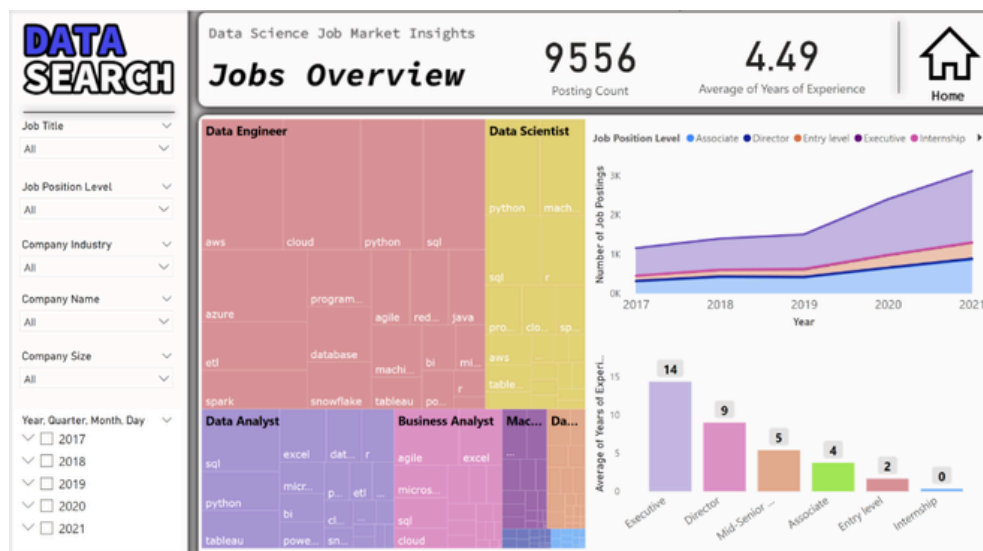 DATA
SEARCH
Job Title
All
Job Position Level
All
Company Industry
All
Company Name
All
Company Size
All
Year, Quarter, Month, Day
2017
2018
2019
2020
2021
Data Science Job Market Insights
Jobs Overview
9556
Posting Count
4.49
Average of Years of Experience
Home
Data Engineer
aws
cloud
python
sql
azure
program...
agile
red...
java
etl
database
machi...
bi
mi...
r
spark
snowflake
tableau
po...
Data Scientist
python
mach...
sql
r
pro...
clo...
sp...
aws
...
table...
Data Analyst
sql
excel
dat...
r
python
micr...
p...
etl
...
bi
cl...
...
tableau
powe...
sn...
Business Analyst
agile
excel
micros...
sql
cloud
Mac...
...
Da...
Job Position Level
Associate
Director
Entry level
Executive
Internship
Number of Job Postings
3K
2K
1K
0K
2017
2018
2019
2020
2021
Year
Average of Years of Experi...
15
10
5
0
14
9
5
4
2
0
Executive
Director
Mid-Senior ...
Associate
Entry level
Internship